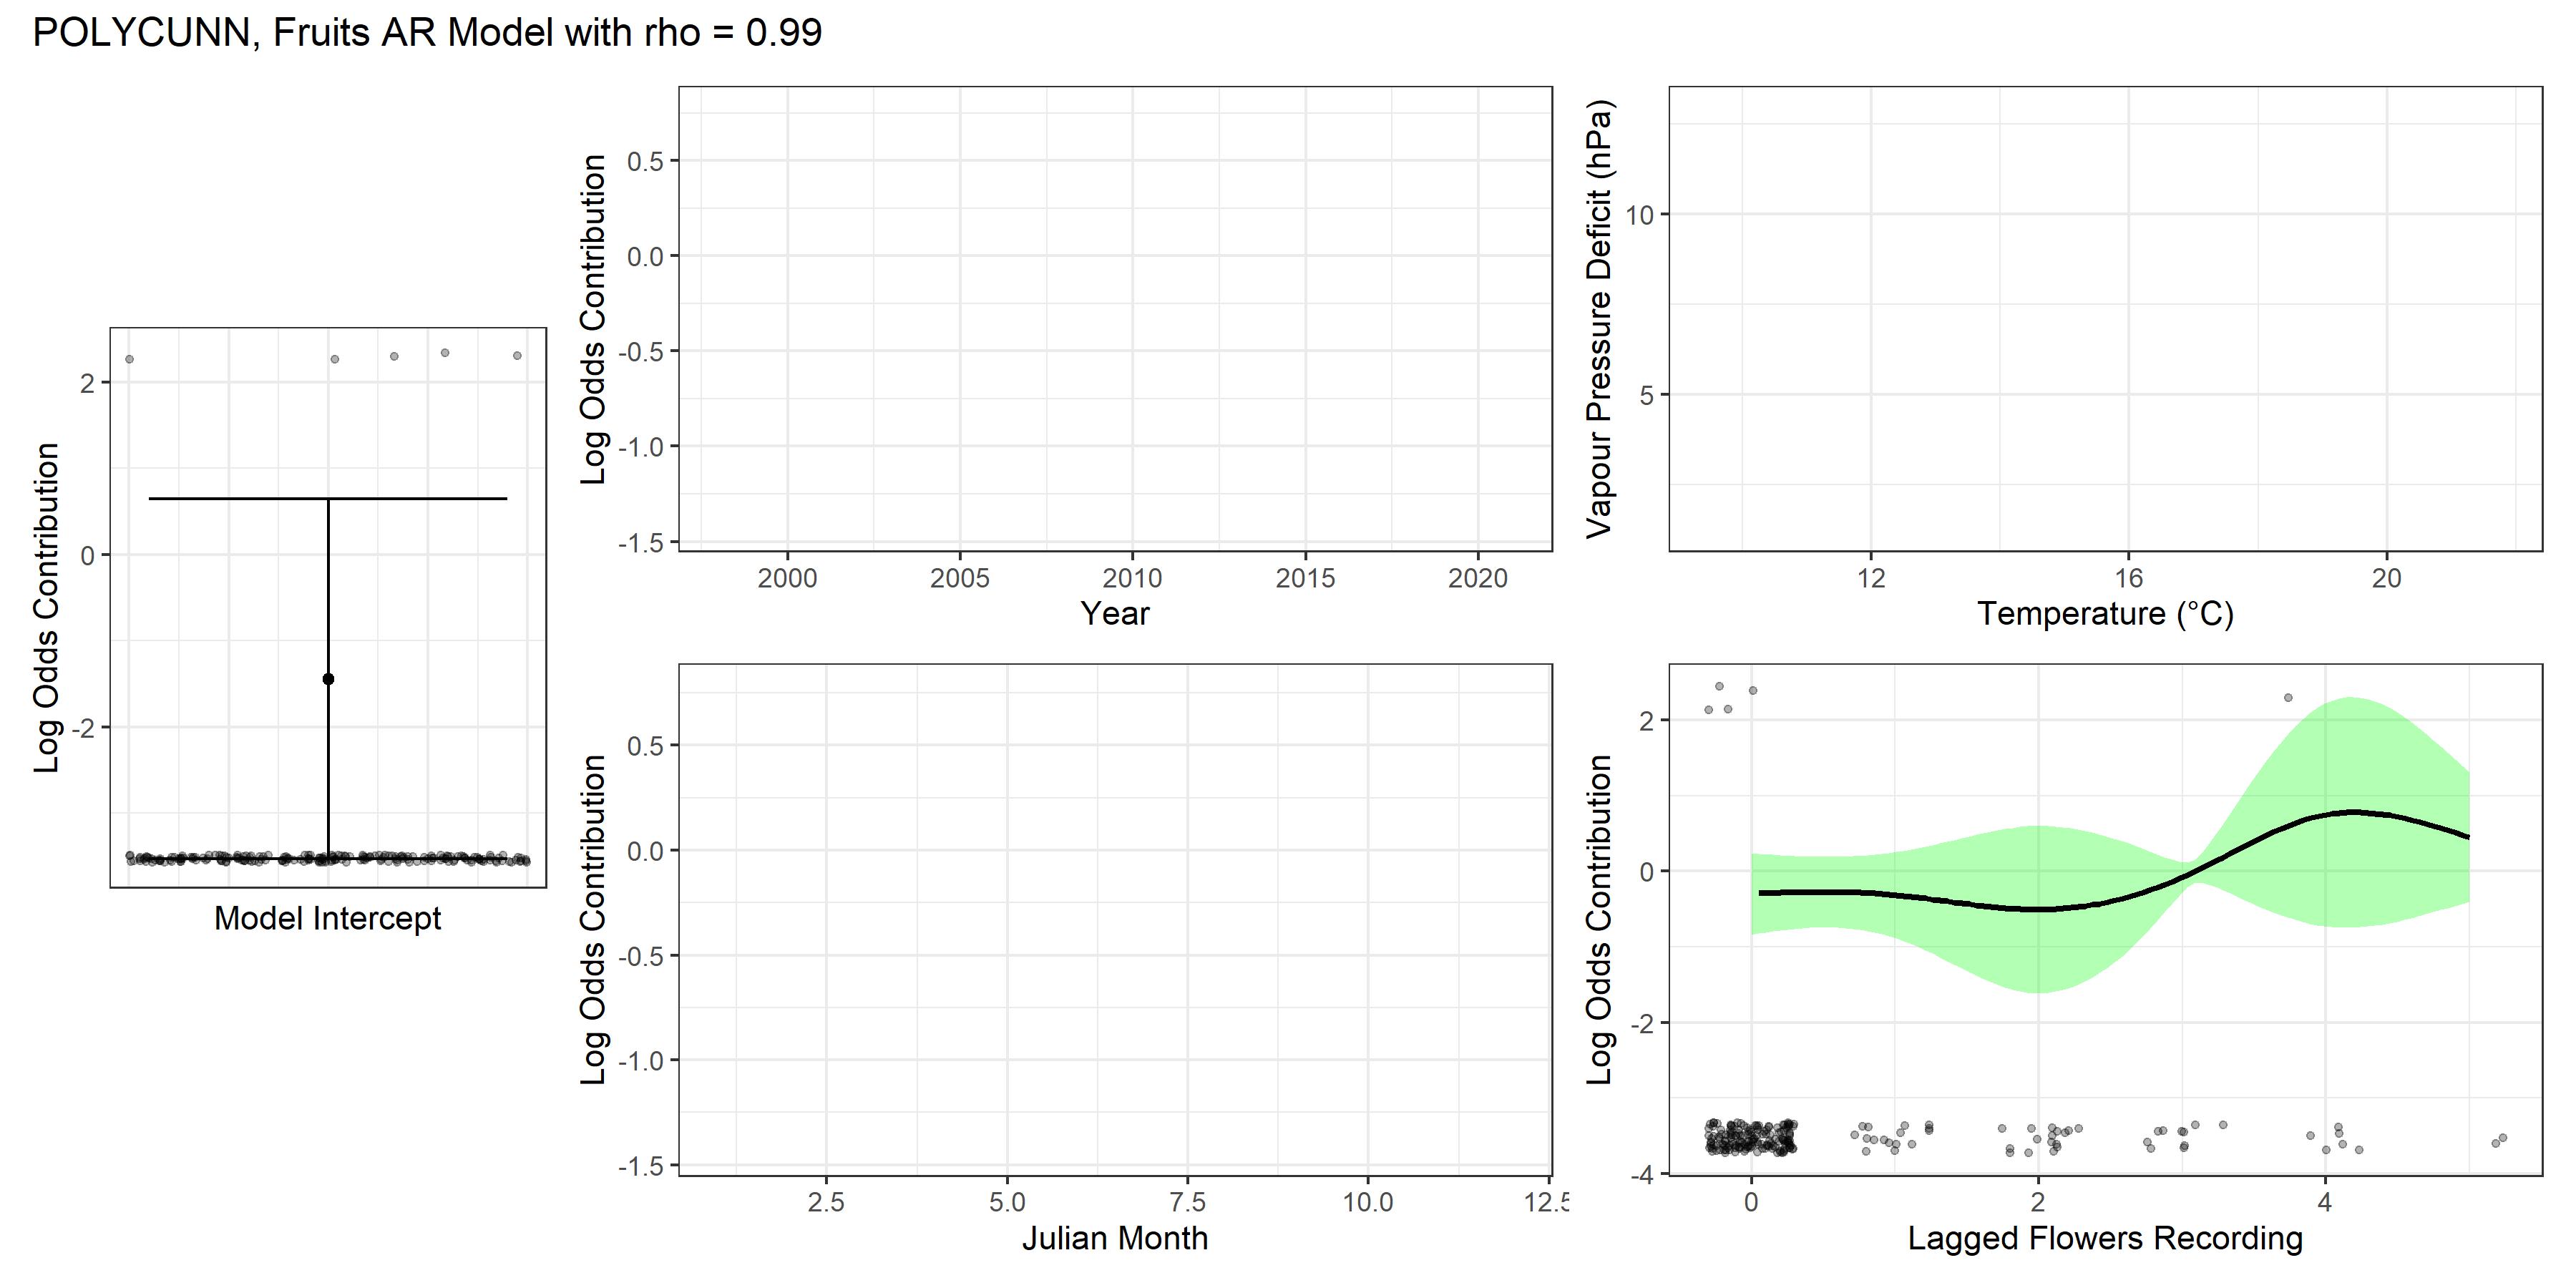 POLYCUNN, Fruits AR Model with rho = 0.99
Log Odds Contribution
2
0
-2
Model Intercept
Log Odds Contribution
0.5
0.0
-0.5
-1.0
-1.5
2000 2005 2010 2015 2020
Year
Vapour Pressure Deficit (hPa)
10
5
12 16 20
Temperature (°C)
Log Odds Contribution
0.5
0.0
-0.5
-1.0
-1.5
2.5 5.0 7.5 10.0 12.5
Julian Month
Log Odds Contribution
2
0
-2
-4
0 2 4
Lagged Flowers Recording